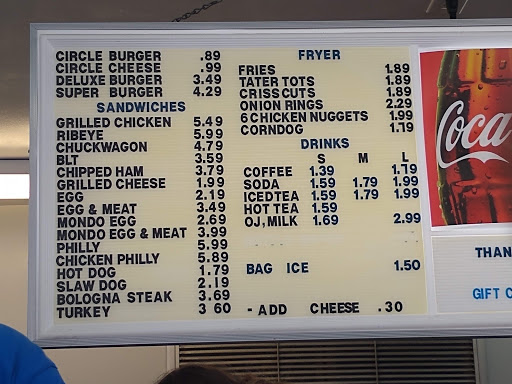 CIRCLE BURGER .89
CIRCLE CHEESE .99
DELUXE BURGER 3.49
SUPER BURGER 4.29
SANDWICHES
GRILLED CHICKEN 5.49
RIBEYE 5.99
CHUCKWAGON 4.79
BLT 3.59
CHIPPED HAM 3.79
GRILLED CHEESE 1.99
EGG 2.19
EGG & MEAT 3.49
MONDO EGG 2.69
MONDO EGG & MEAT 3.99
PHILLY 5.99
CHICKEN PHILLY 5.89
HOT DOG 1.79
SLAW DOG 2.19
BOLOGNA STEAK 3.69
TURKEY 3 60
FRYER
FRIES 1.89
TATER TOTS 1.89
CRISSCUTS 1.89
ONION RINGS 2.29
6 CHICKEN NUGGETS 1.99
CORNDOG 1.19
DRINKS
S M L
COFFEE 1.39 1.79
SODA 1.59 1.79 1.99
ICED TEA 1.59 1.79 1.99
HOT TEA 1.59
OJ, MILK 1.69 2.99
BAG ICE 1.50
- ADD CHEESE .30
Coca
THAN
GIFT C